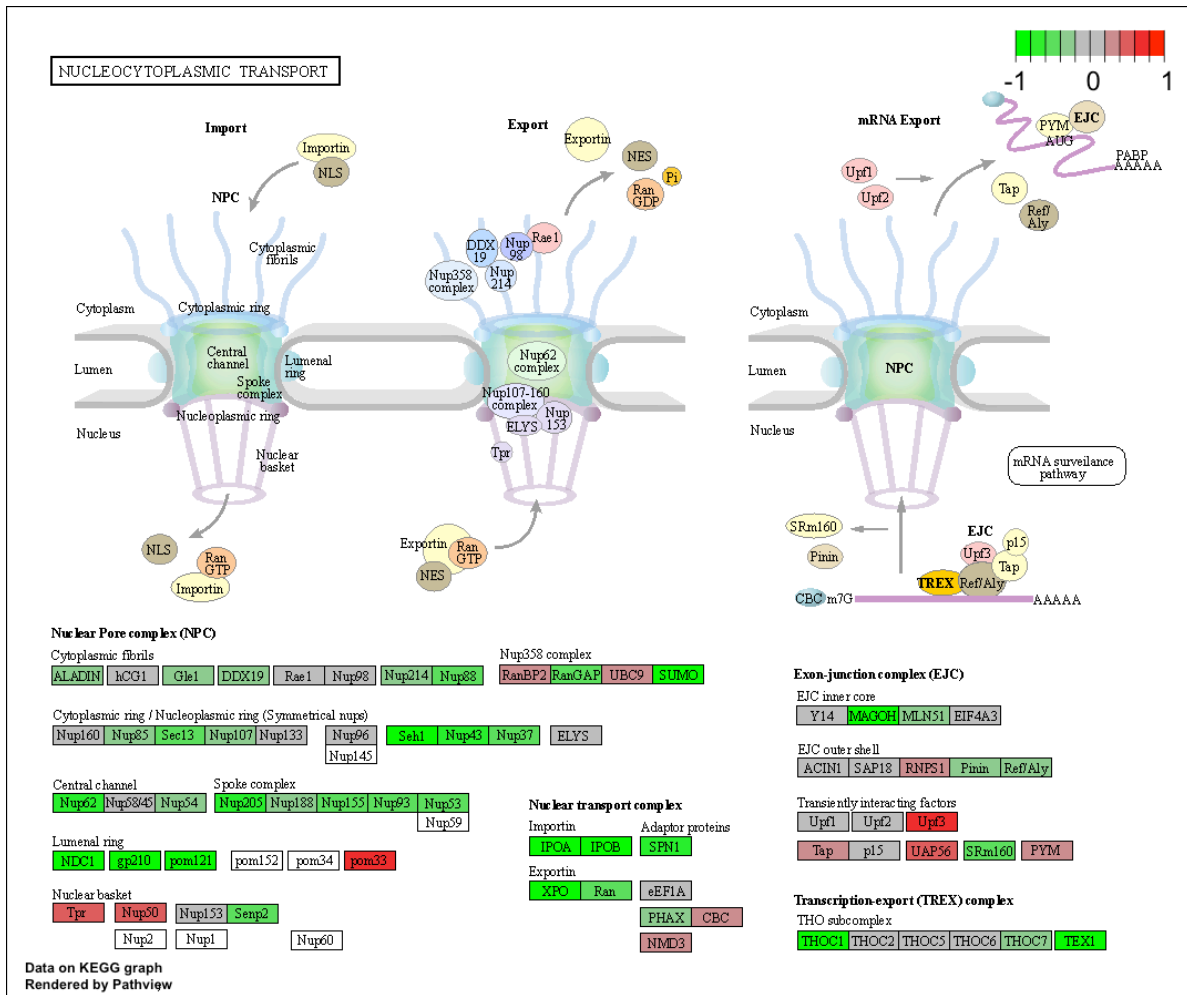 NUCLEOCYTOPLASMIC TRANSPORT
-1 0 1
Import
Importin
NLS
NPC
Cytoplasmic
fibrils
Cytoplasm
Cytoplasmic ring
Central
channel
Lumenal
ring
Lumen
Spoke
complex
Nucleoplasmic ring
Nucleus
Nuclear
basket
NLS
Ran
GTP
Importin
Export
Exportin
NES
Pi
Ran
GDP
DDX
19
Nup
98
Rae1
Nup358
complex
Nup
214
Nup62
complex
Nup107-160
complex
Nup
153
ELYS
Tpr
Exportin
Ran
GTP
NES
mRNA Export
PYM
EJC
AUG
PABP
AAAAA
Upf1
Upf2
Tap
Ref/
Aly
Cytoplasm
Lumen
NPC
Nucleus
mRNA surveilance
pathway
SRm160
Pinin
EJC
p15
Upf3
Tap
TREX
Ref/Aly
CBC m7G
AAAAA
Nuclear Pore complex (NPC)
Cytoplasmic fibrils
ALADIN hCG1 Gle1 DDX19 Rae1 Nup98 Nup214 Nup88
Nup358 complex
RanBP2 RanGAP UBC9 SUMO
Cytoplasmic ring / Nucleoplasmic ring (Symmetrical nups)
Nup160 Nup85 Sec13 Nup107 Nup133 Nup96 Seh1 Nup43 Nup37 ELYS
Nup145
Central channel
Nup62 Nup58/45 Nup54
Spoke complex
Nup205 Nup188 Nup155 Nup93 Nup53
Nup59
Lumenal ring
NDC1 gp210 pom121 pom152 pom34 pom33
Nuclear basket
Tpr Nup50 Nup153 Senp2
Nup2 Nup1 Nup60
Nuclear transport complex
Importin
IPOA IPOB
Adaptor proteins
SPN1
Exportin
XPO Ran
eEF1A
PHAX CBC
NMD3
Exon-junction complex (EJC)
EJC inner core
Y14 MAGOH MLN51 EIF4A3
EJC outer shell
ACIN1 SAP18 RNPS1 Pinin Ref/Aly
Transiently interacting factors
Upf1 Upf2 Upf3
Tap p15 UAP56 SRm160 PYM
Transcription-export (TREX) complex
THO subcomplex
THOC1 THOC2 THOC5 THOC6 THOC7 TEX1
Data on KEGG graph
Rendered by Pathview